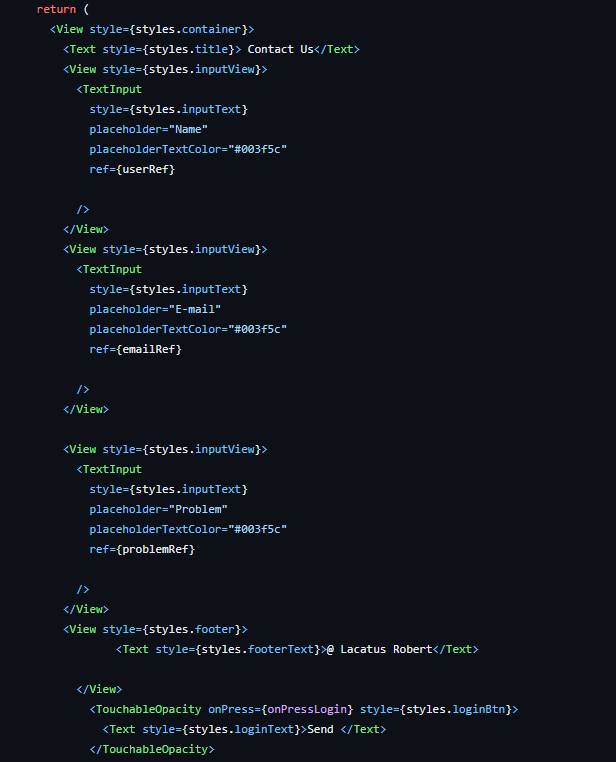 return (
<View style={styles.container}>
<Text style={styles.title}> Contact Us</Text>
<View style={styles.inputView}>
<TextInput
style={styles.inputText}
placeholder="Name"
placeholderTextColor="#003f5c"
ref={userRef}
/>
</View>
<View style={styles.inputView}>
<TextInput
style={styles.inputText}
placeholder="E-mail"
placeholderTextColor="#003f5c"
ref={emailRef}
/>
</View>
<View style={styles.inputView}>
<TextInput
style={styles.inputText}
placeholder="Problem"
placeholderTextColor="#003f5c"
ref={problemRef}
/>
</View>
<View style={styles.footer}>
<Text style={styles.footerText}>@ Lacatus Robert</Text>
</View>
<TouchableOpacity onPress={onPressLogin} style={styles.loginBtn}>
<Text style={styles.loginText}>Send </Text>
</TouchableOpacity>